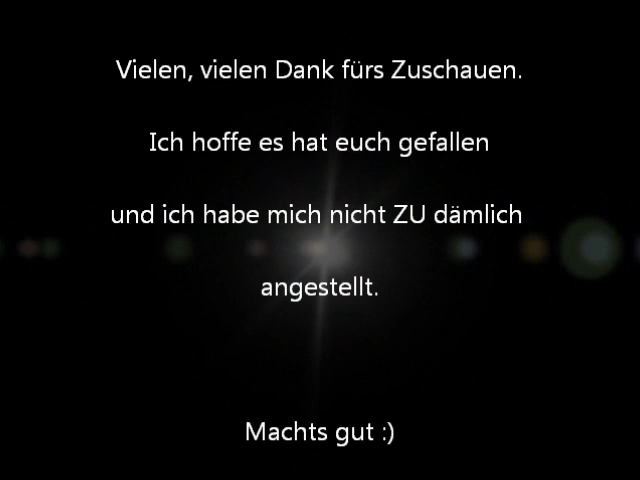 Vielen, vielen Dank fürs Zuschauen.
Ich hoffe es hat euch gefallen
und ich habe mich nicht ZU dämlich
angestellt.
Machts gut :)